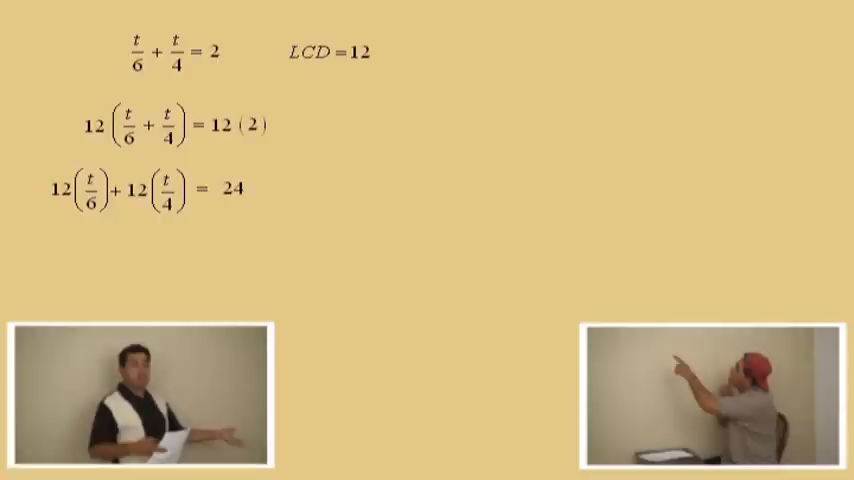 t/6 + t/4 = 2 LCD = 12
12 (t/6 + t/4) = 12 (2)
12(t/6) + 12(t/4) = 24